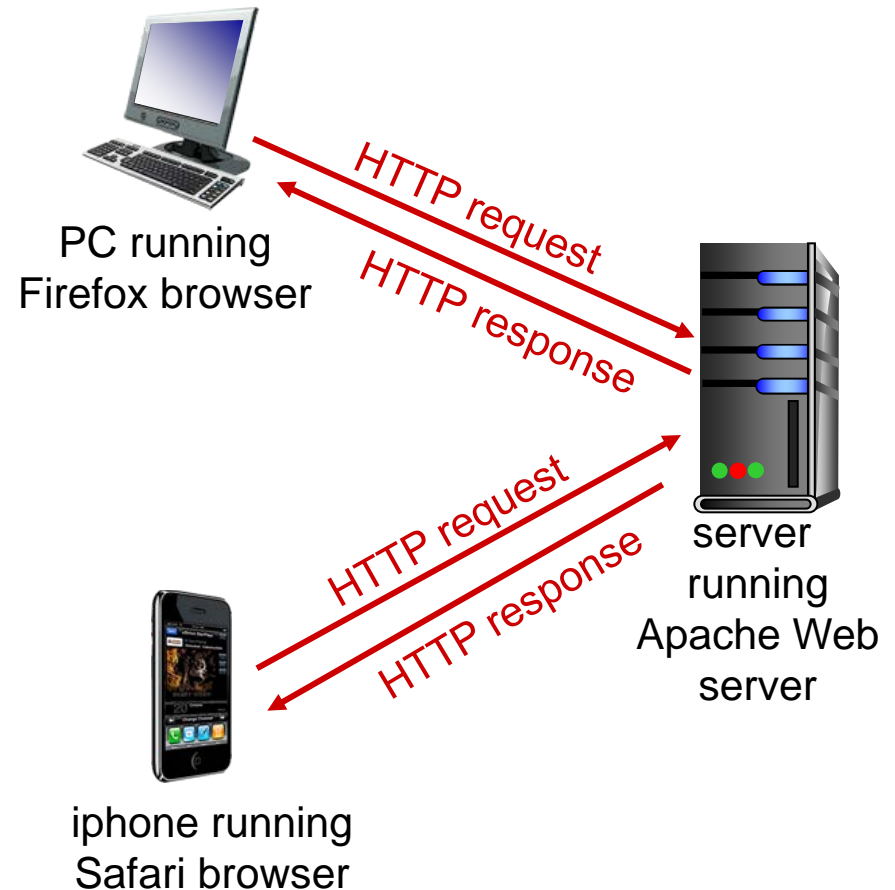 HTTP request
HTTP response
PC running
Firefox browser
HTTP request
HTTP response
server
running
Apache Web
server
iphone running
Safari browser